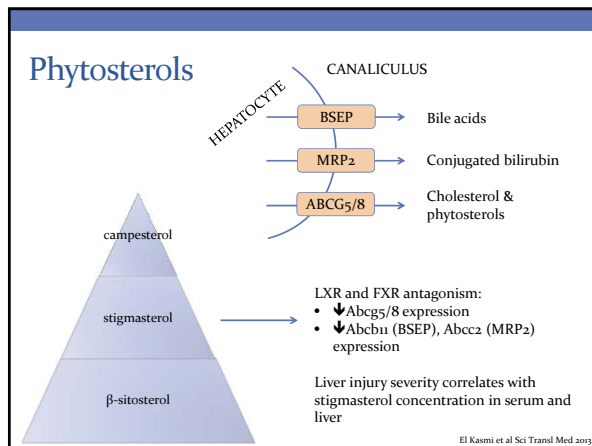 Phytosterols
CANALICULUS
HEPATOCYTE
BSEP
Bile acids
MRP2
Conjugated bilirubin
ABCG5/8
Cholesterol &
phytosterols
campesterol
stigmasterol
β-sitosterol
LXR and FXR antagonism:
• ↓Abcg5/8 expression
• ↓Abcb11 (BSEP), Abcc2 (MRP2)
expression
Liver injury severity correlates with
stigmasterol concentration in serum and
liver
El Kasmi et al Sci Transl Med 2013